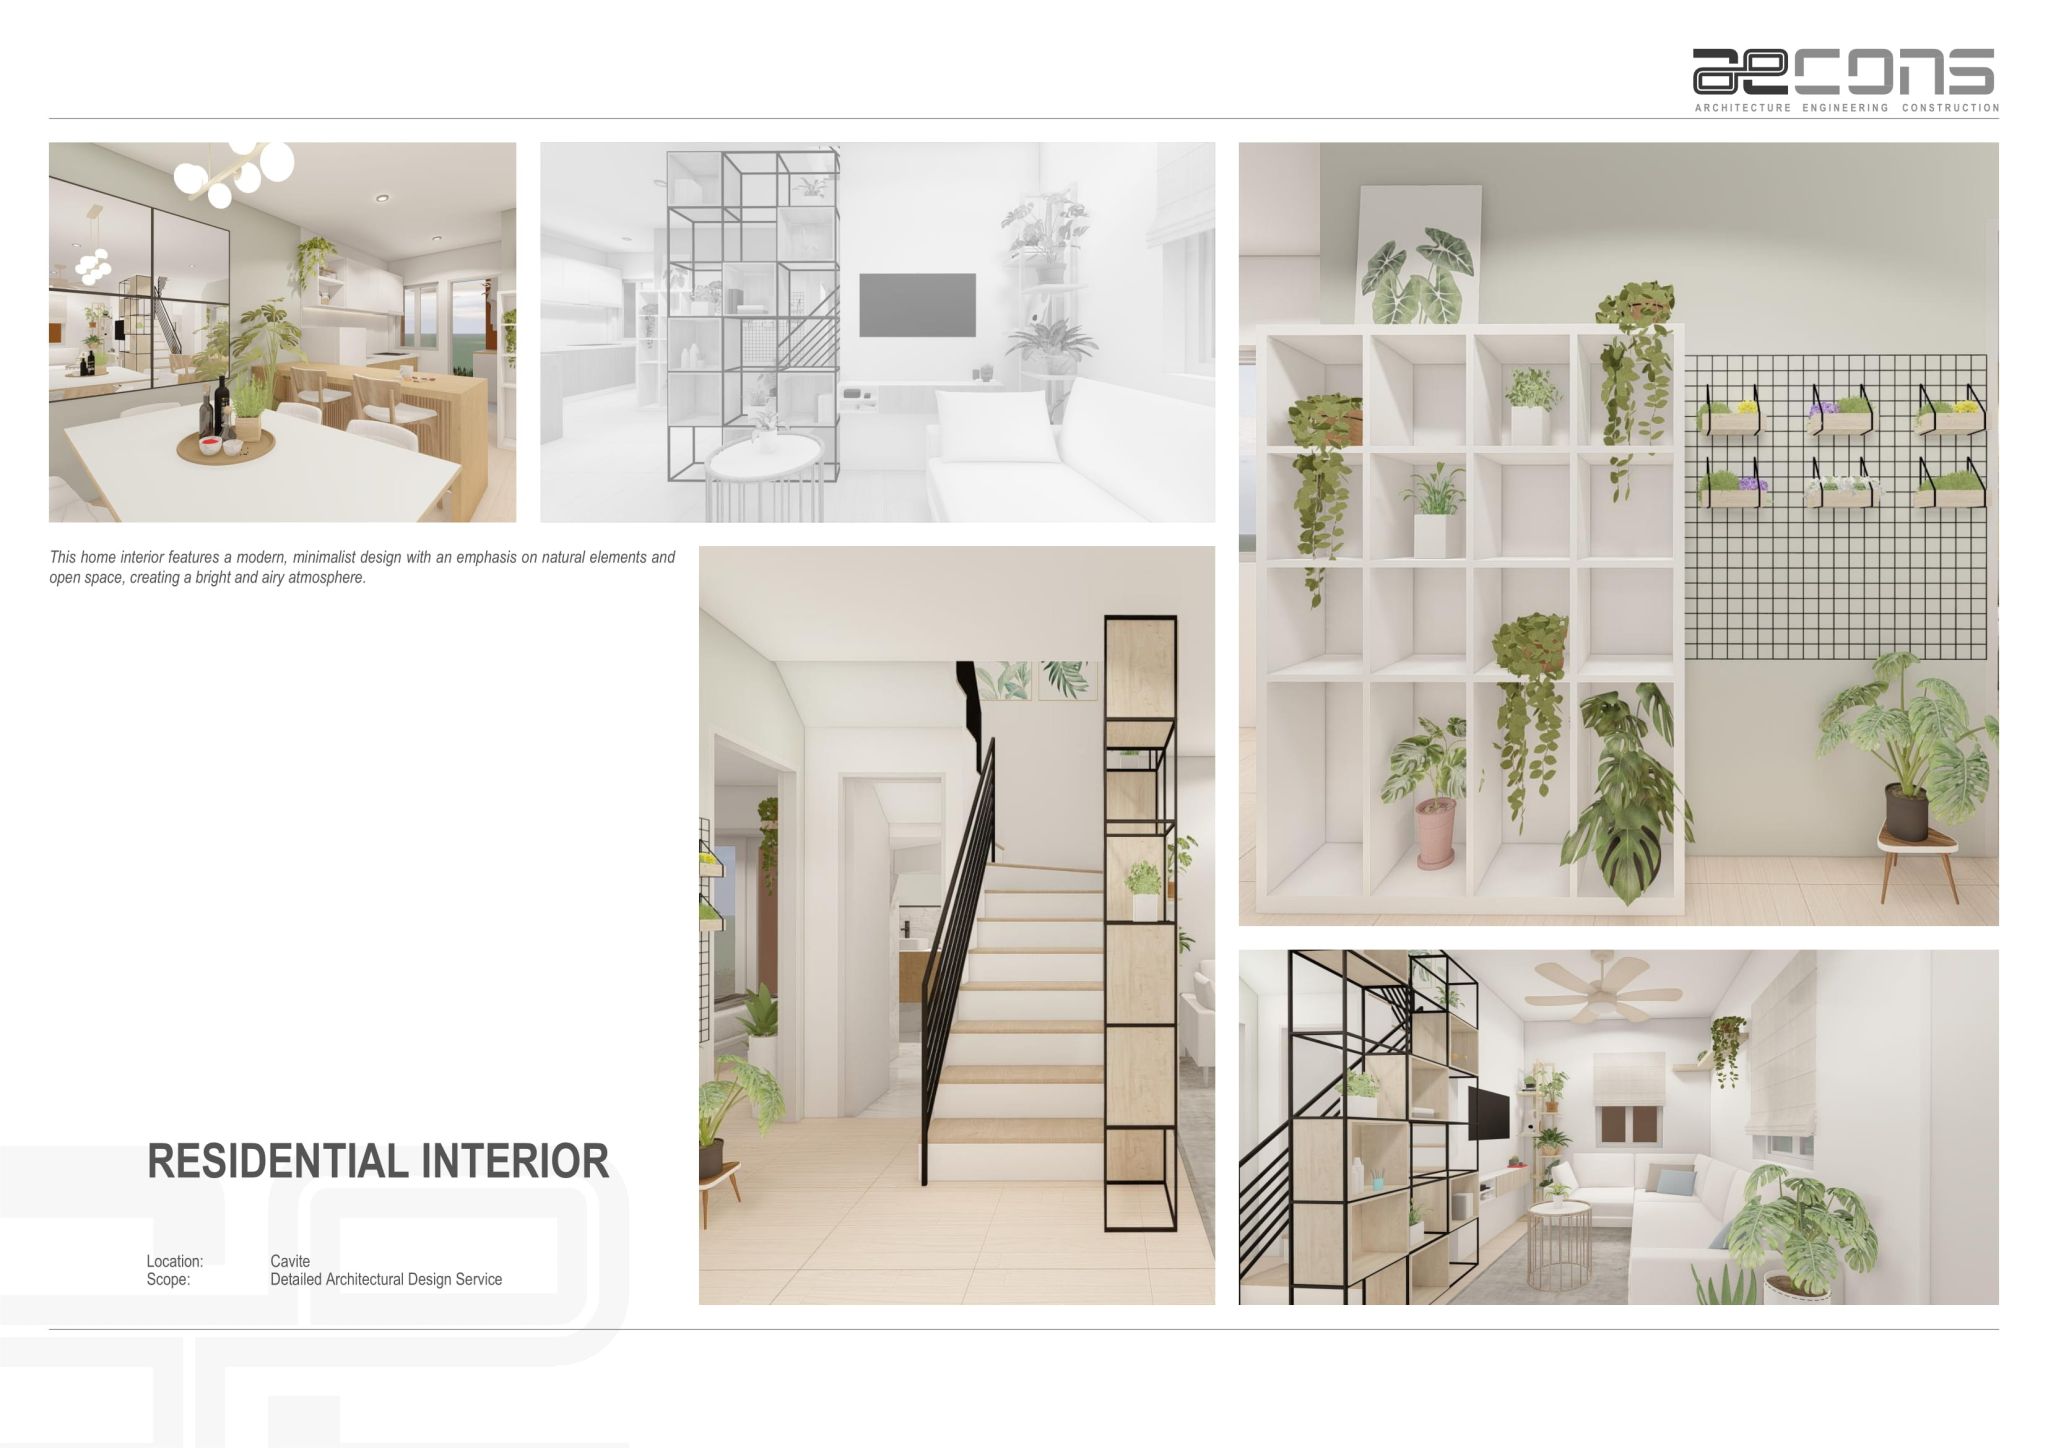 aecons
ARCHITECTURE ENGINEERING CONSTRUCTION
This home interior features a modern, minimalist design with an emphasis on natural elements and
open space, creating a bright and airy atmosphere.
RESIDENTIAL INTERIOR
Location: Cavite
Scope: Detailed Architectural Design Service